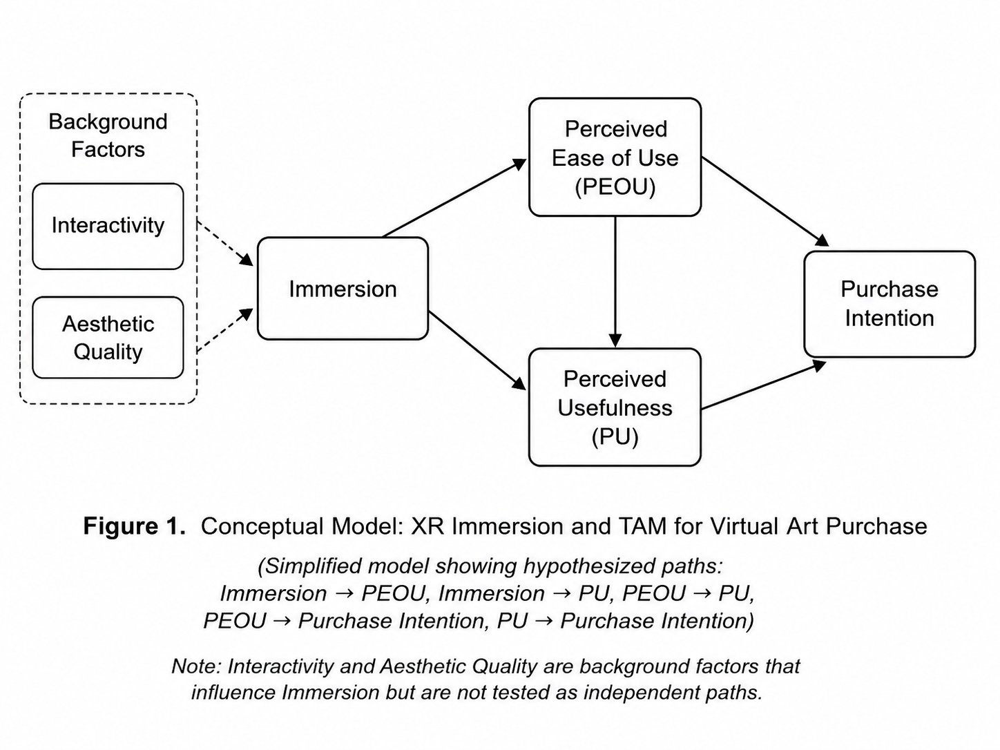 Background
Factors
Interactivity
Aesthetic
Quality
Immersion
Perceived
Ease of Use
(PEOU)
Perceived
Usefulness
(PU)
Purchase
Intention
Figure 1. Conceptual Model: XR Immersion and TAM for Virtual Art Purchase
(Simplified model showing hypothesized paths:
Immersion → PEOU, Immersion → PU, PEOU → PU,
PEOU → Purchase Intention, PU → Purchase Intention)
Note: Interactivity and Aesthetic Quality are background factors that
influence Immersion but are not tested as independent paths.